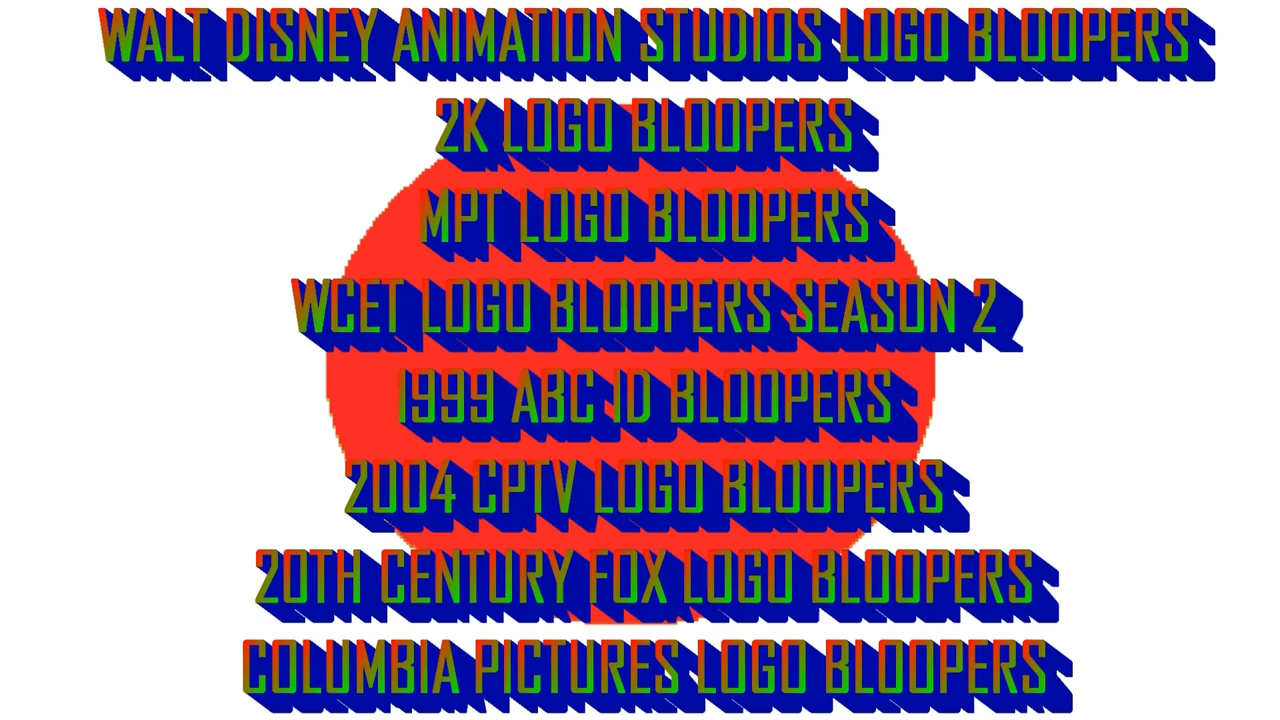 WALT DISNEY ANIMATION STUDIOS LOGO BLOOPERS
2K LOGO BLOOPERS
MPT LOGO BLOOPERS
WCET LOGO BLOOPERS SEASON 2
1999 ABC ID BLOOPERS
2004 CPTV LOGO BLOOPERS
20TH CENTURY FOX LOGO BLOOPERS
COLUMBIA PICTURES LOGO BLOOPERS